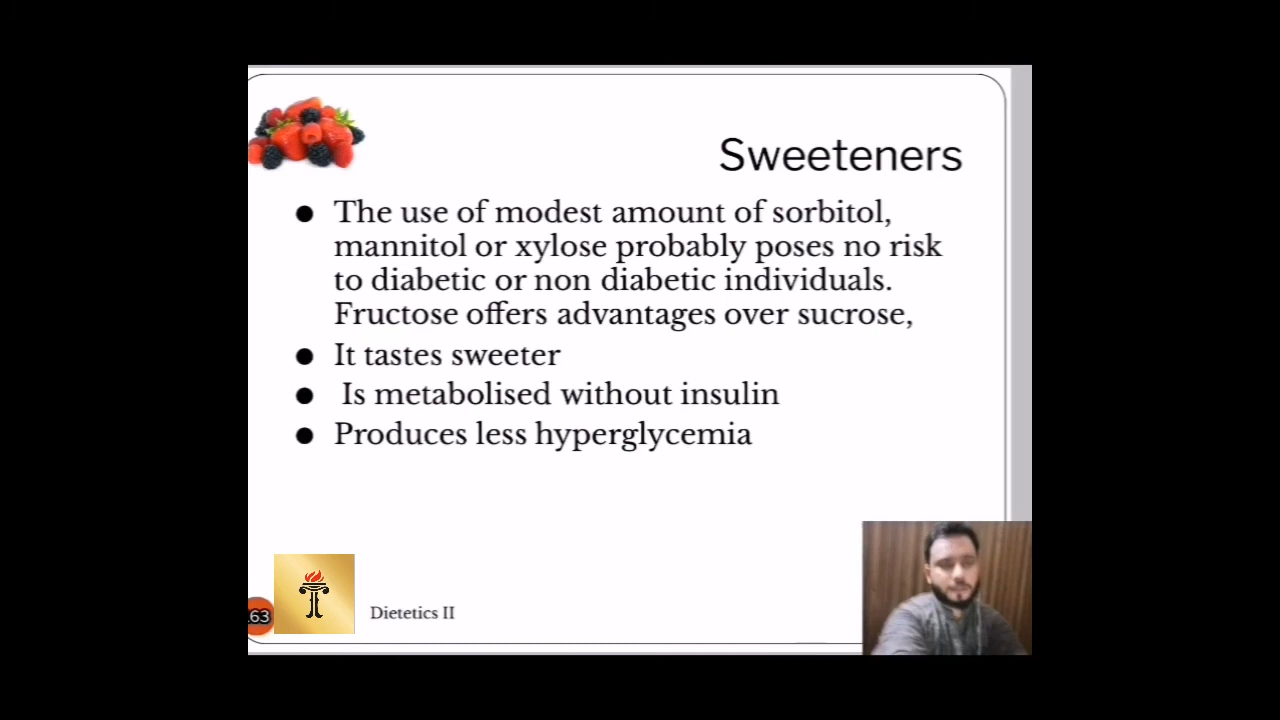 Sweeteners
● The use of modest amount of sorbitol,
mannitol or xylose probably poses no risk
to diabetic or non diabetic individuals.
Fructose offers advantages over sucrose,
● It tastes sweeter
● Is metabolised without insulin
● Produces less hyperglycemia
.63
Dietetics II